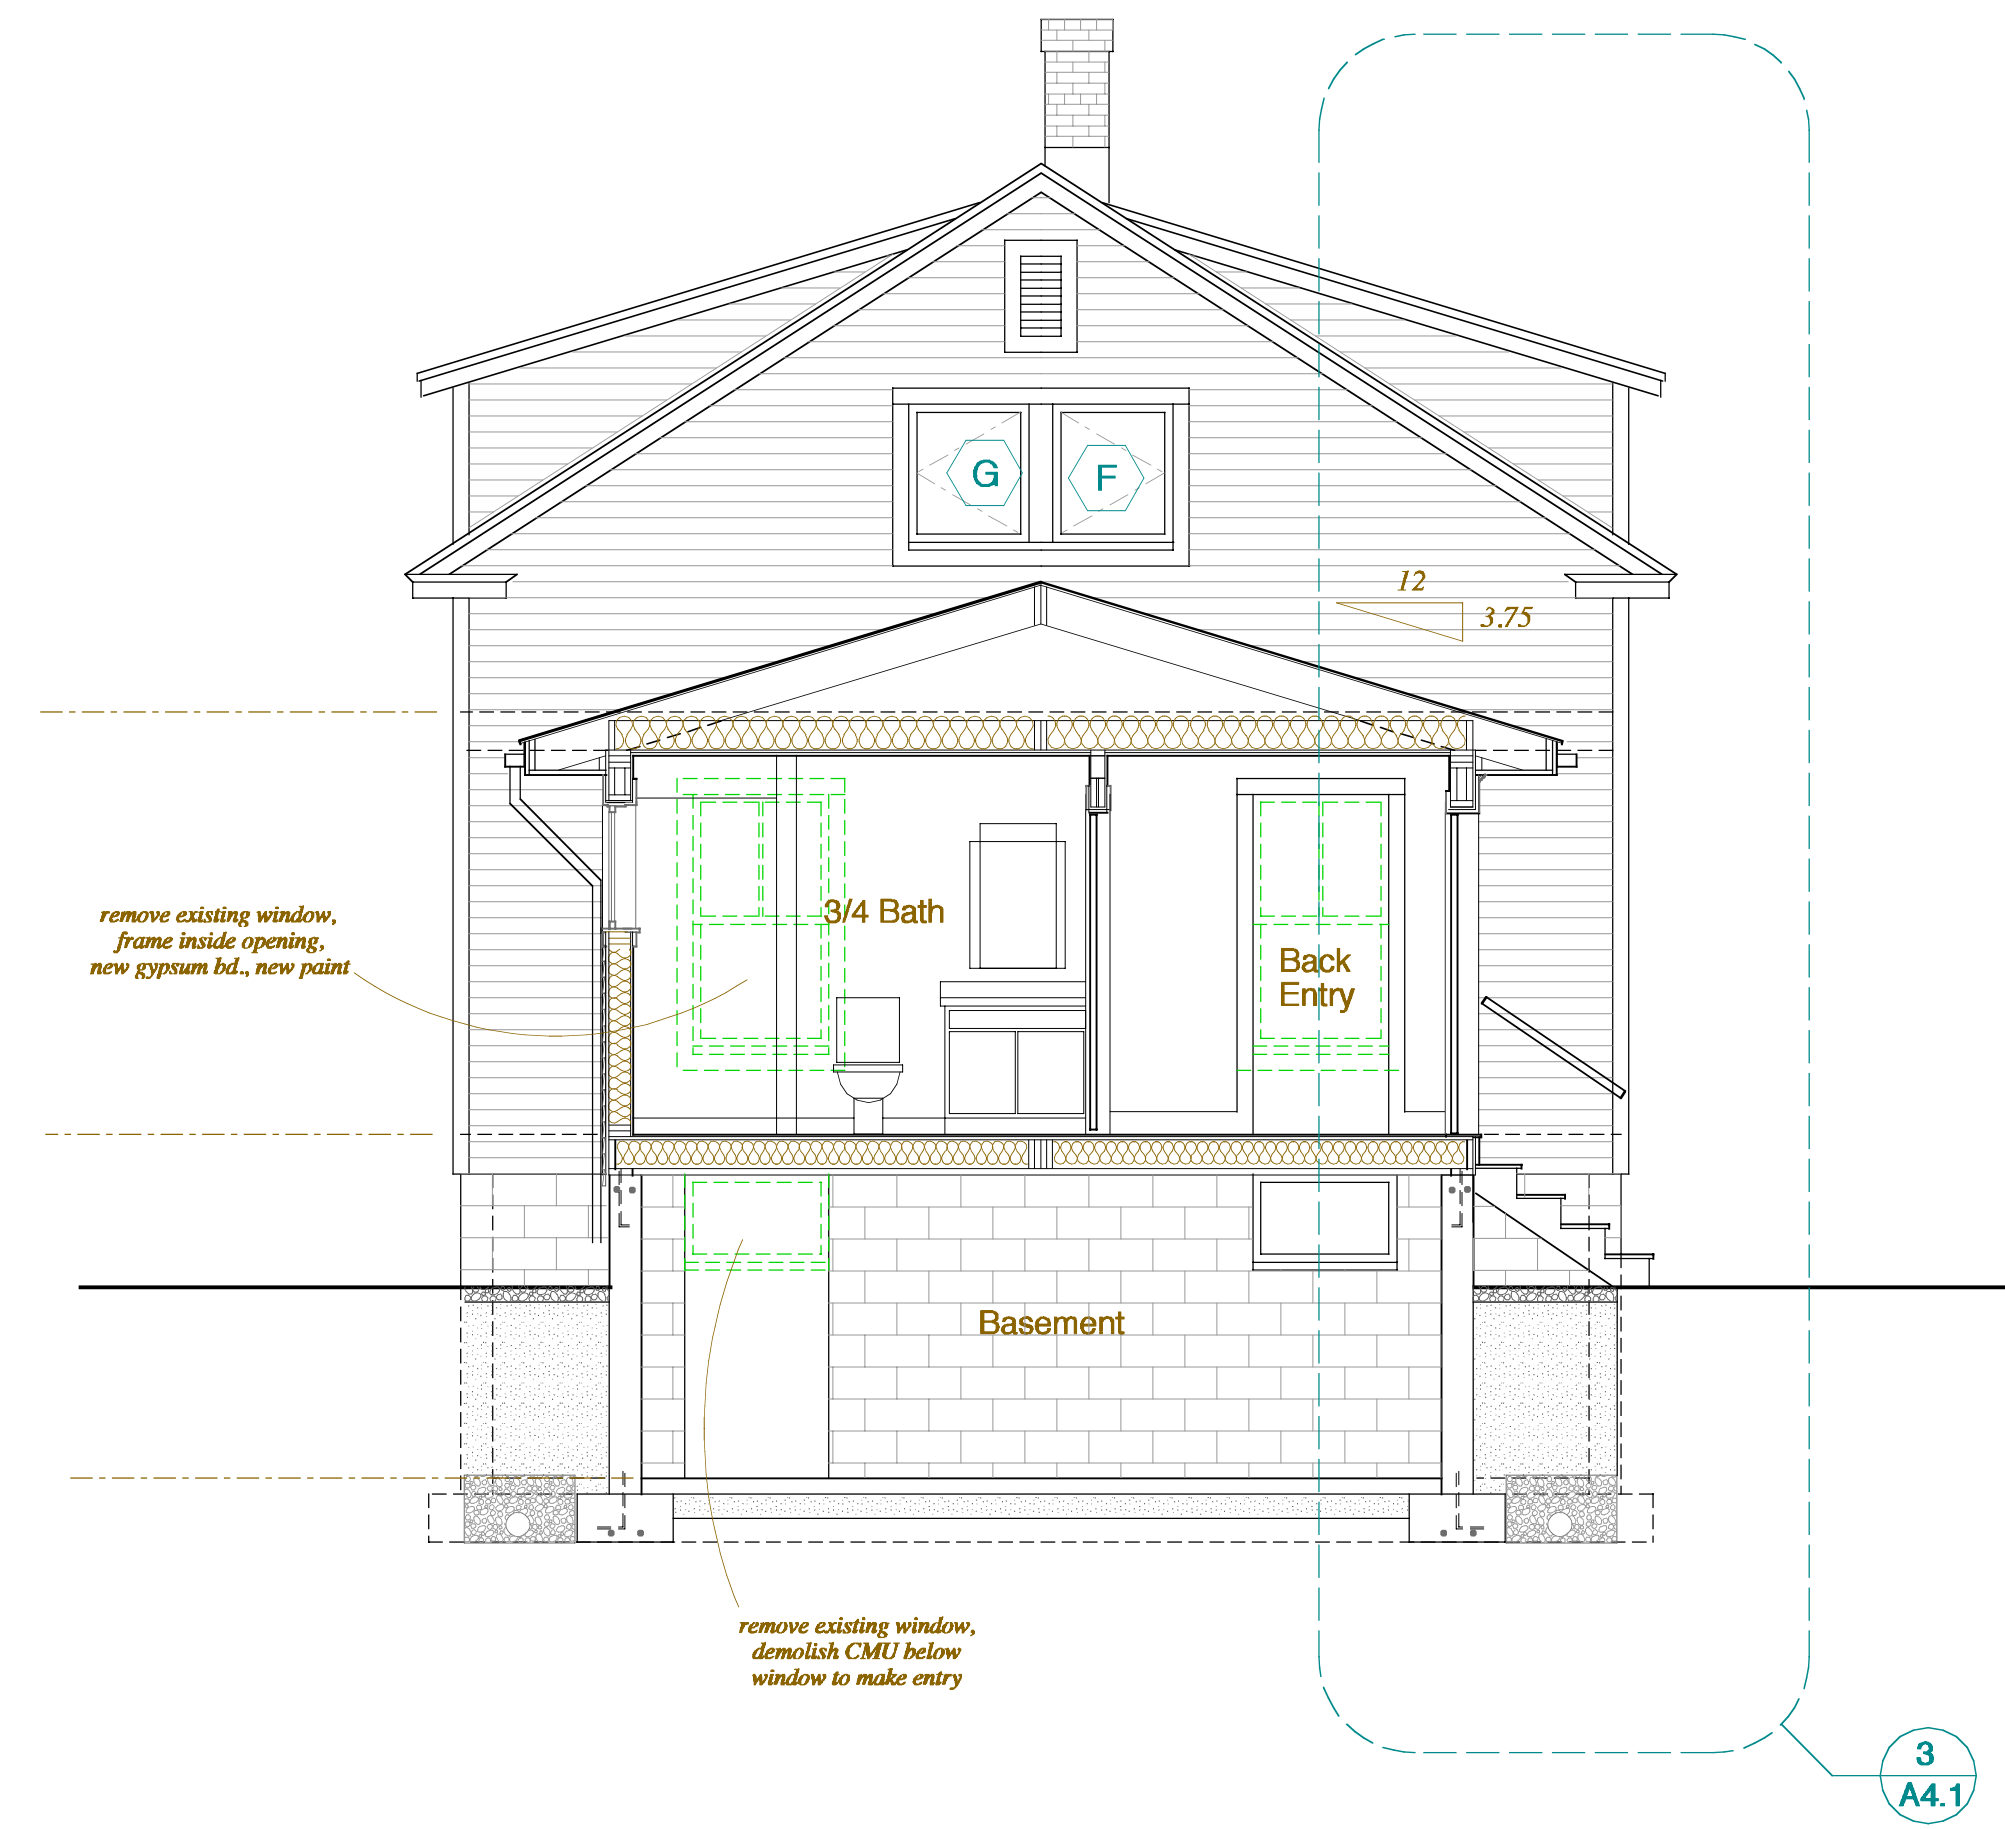 G
F
12
3.75
remove existing window,
frame inside opening,
new gypsum bd., new paint
3/4 Bath
Back
Entry
Basement
remove existing window,
demolish CMU below
window to make entry
3
A4.1